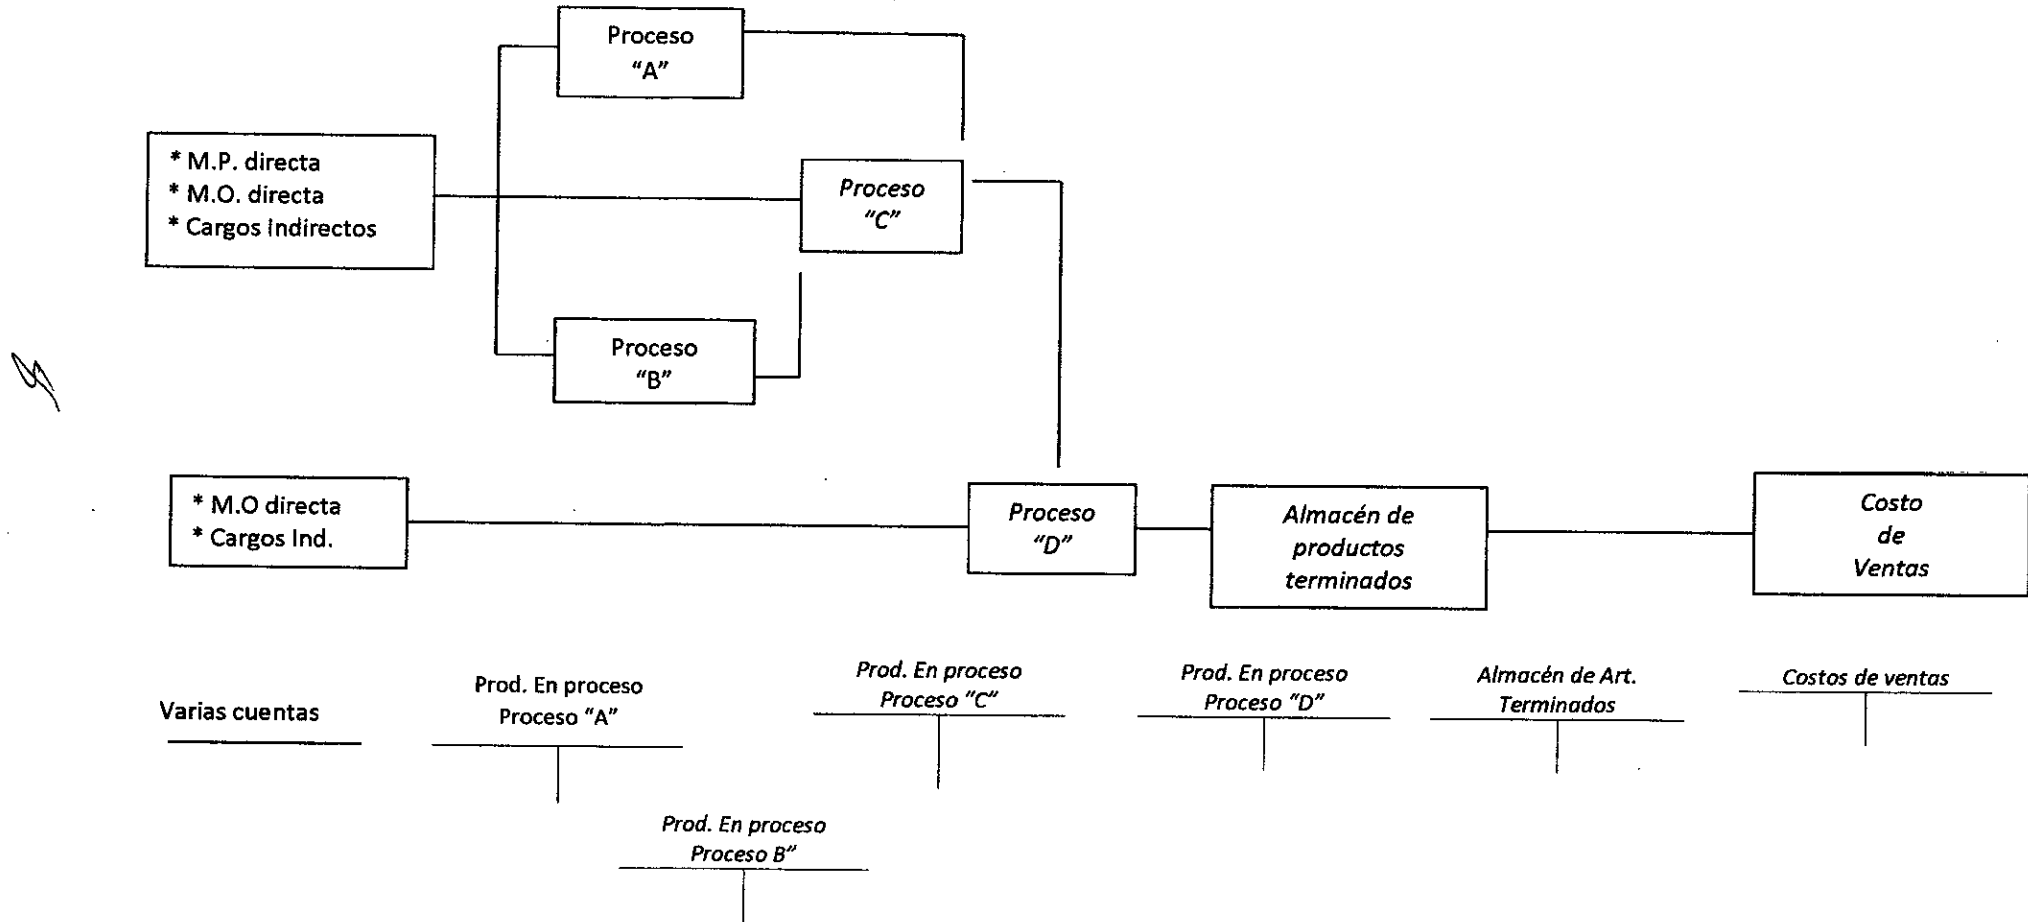 Proceso
“A”
* M.P. directa
* M.O. directa
* Cargos Indirectos
Proceso
“C”
Proceso
“B”
* M.O directa
* Cargos Ind.
Proceso
“D”
Almacén de
productos
terminados
Costo
de
Ventas
Varias cuentas
Prod. En proceso
Proceso “A”
Prod. En proceso
Proceso “C”
Prod. En proceso
Proceso “D”
Almacén de Art.
Terminados
Costos de ventas
Prod. En proceso
Proceso B”